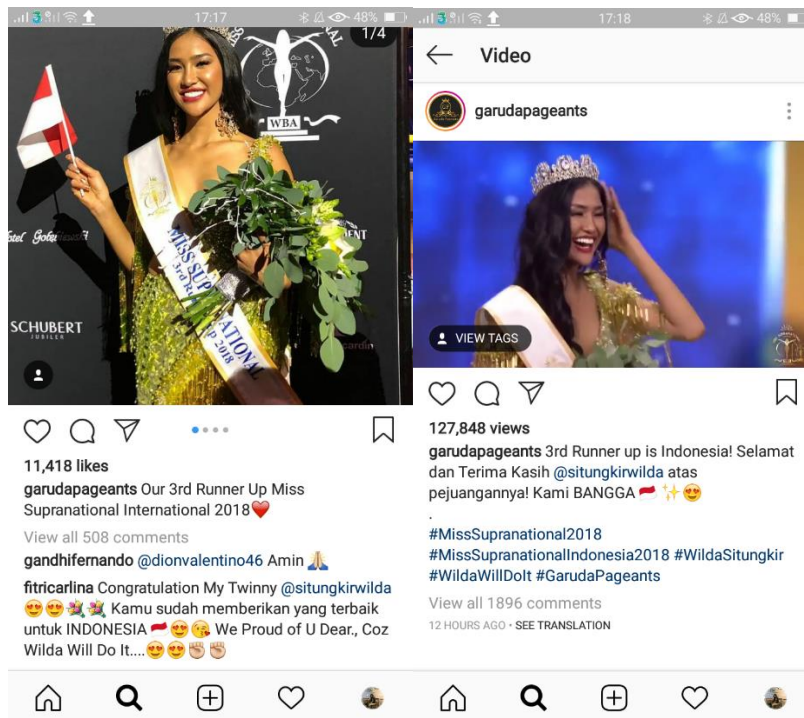 17:17
48%
1/4
WBA
MISS SUPRANATIONAL
2018
SCHUBERT
11,418 likes
garudapageants Our 3rd Runner Up Miss
Supranational International 2018❤️
View all 508 comments
gandhifernando @dionvalentino46 Amin 🙏🏻
fitricarlina Congratulation My Twinny @situngkirwilda
😍😍💐💐 Kamu sudah memberikan yang terbaik
untuk INDONESIA 🇮🇩😍😘 We Proud of U Dear., Coz
Wilda Will Do It....😍😍✊🏼✊🏼
17:18
48%
Video
garudapageants
VIEW TAGS
127,848 views
garudapageants 3rd Runner up is Indonesia! Selamat
dan Terima Kasih @situngkirwilda atas
pejuangannya! Kami BANGGA 🇮🇩 ✨😍
.
#MissSupranational2018
#MissSupranationalIndonesia2018 #WildaSitungkir
#WildaWillDoIt #GarudaPageants
View all 1896 comments
12 HOURS AGO • SEE TRANSLATION